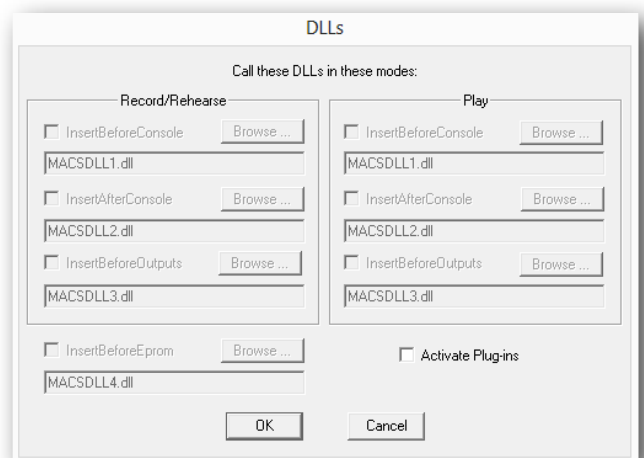 DLLs
Call these DLLs in these modes:
Record/Rehearse
InsertBeforeConsole
Browse ...
MACSDLL1.dll
InsertAfterConsole
Browse ...
MACSDLL2.dll
InsertBeforeOutputs
Browse ...
MACSDLL3.dll
Play
InsertBeforeConsole
Browse ...
MACSDLL1.dll
InsertAfterConsole
Browse ...
MACSDLL2.dll
InsertBeforeOutputs
Browse ...
MACSDLL3.dll
InsertBeforeEprom
Browse ...
MACSDLL4.dll
Activate Plug-ins
OK
Cancel